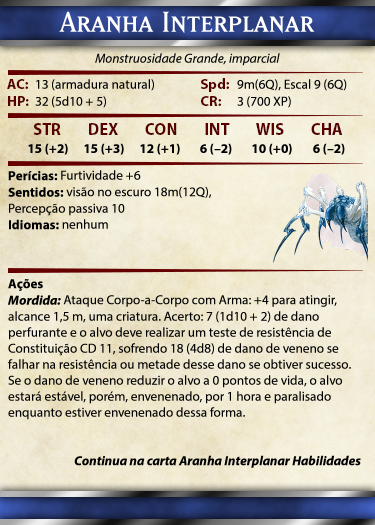 Aranha Interplanar
Monstruosidade Grande, imparcial
AC: 13 (armadura natural) Spd: 9m(6Q), Escal 9 (6Q)
HP: 32 (5d10 + 5) CR: 3 (700 XP)
STR DEX CON INT WIS CHA
15 (+2) 15 (+3) 12 (+1) 6 (–2) 10 (+0) 6 (–2)
Perícias: Furtividade +6
Sentidos: visão no escuro 18m(12Q),
Percepção passiva 10
Idiomas: nenhum
Ações
Mordida: Ataque Corpo-a-Corpo com Arma: +4 para atingir,
alcance 1,5 m, uma criatura. Acerto: 7 (1d10 + 2) de dano
perfurante e o alvo deve realizar um teste de resistência de
Constituição CD 11, sofrendo 18 (4d8) de dano de veneno se
falhar na resistência ou metade desse dano se obtiver sucesso.
Se o dano de veneno reduzir o alvo a 0 pontos de vida, o alvo
estará estável, porém, envenenado, por 1 hora e paralisado
enquanto estiver envenenado dessa forma.
Continua na carta Aranha Interplanar Habilidades